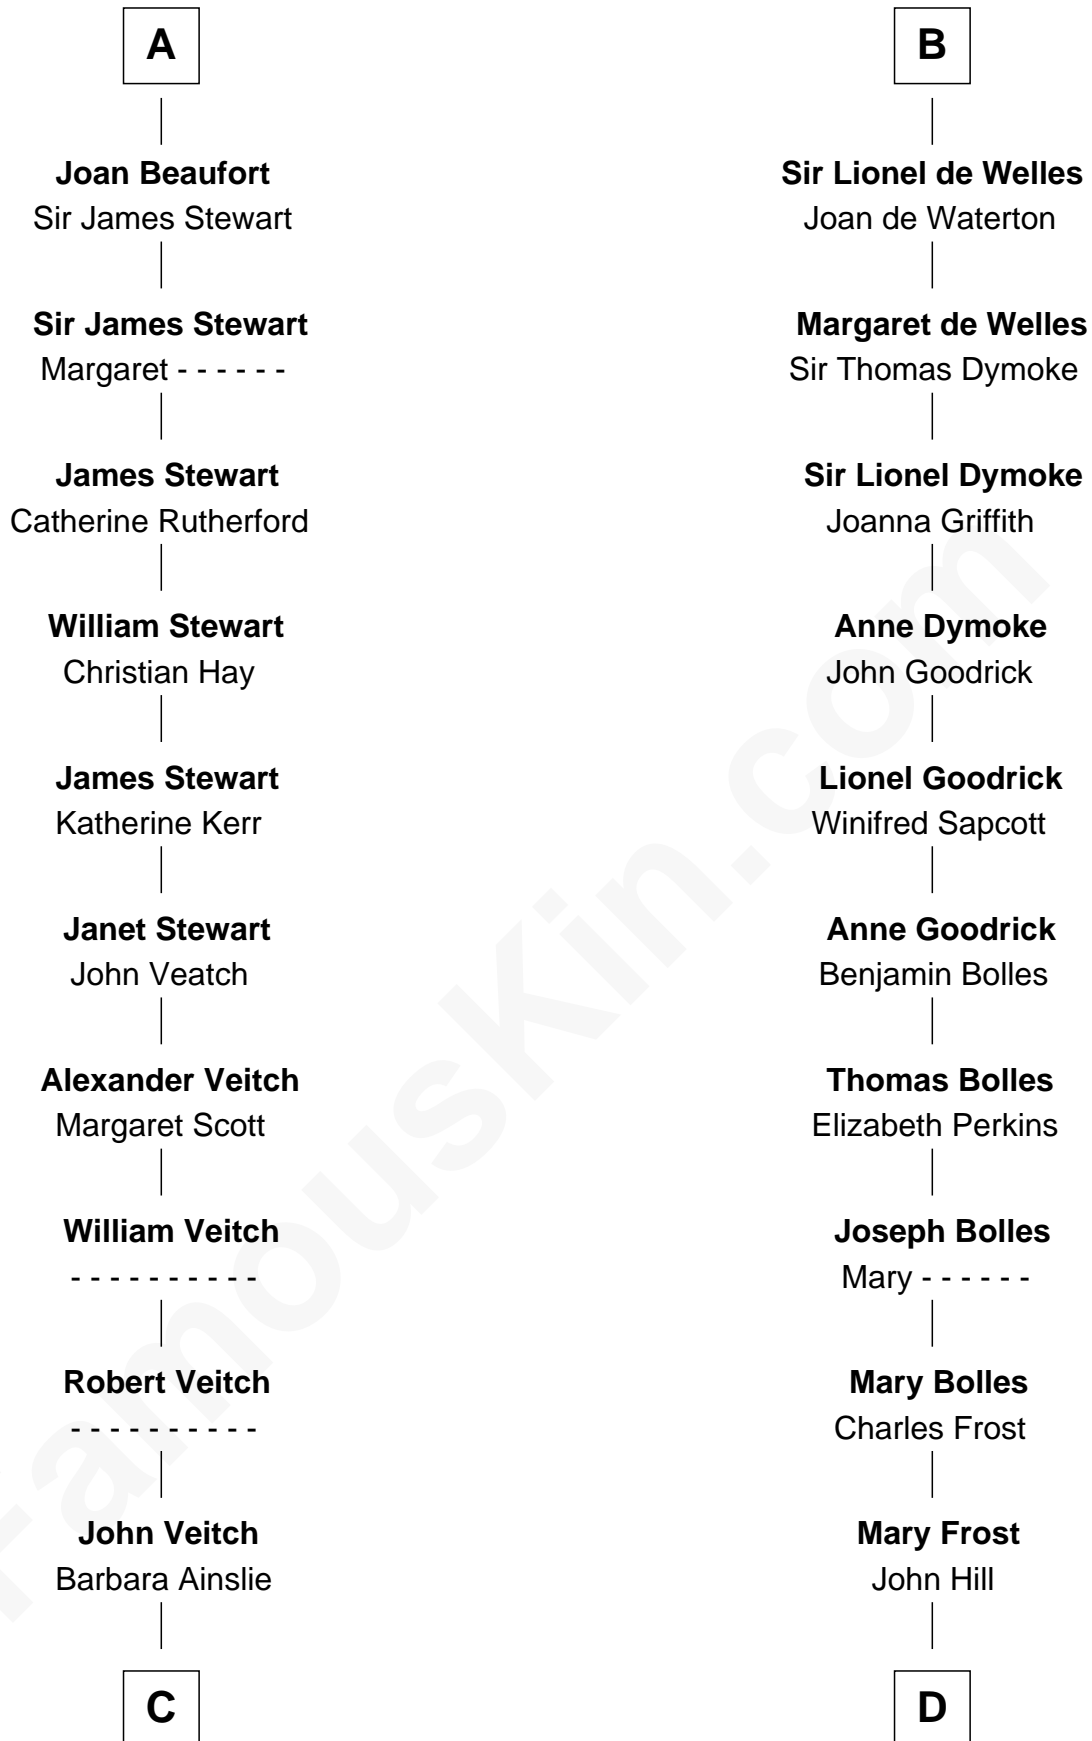 A
Joan Beaufort
Sir James Stewart
Sir James Stewart
Margaret - - - - - -
James Stewart
Catherine Rutherford
William Stewart
Christian Hay
James Stewart
Katherine Kerr
Janet Stewart
John Veatch
Alexander Veitch
Margaret Scott
William Veitch
- - - - - - - - - -
Robert Veitch
- - - - - - - - - -
John Veitch
Barbara Ainslie
C
B
Sir Lionel de Welles
Joan de Waterton
Margaret de Welles
Sir Thomas Dymoke
Sir Lionel Dymoke
Joanna Griffith
Anne Dymoke
John Goodrick
Lionel Goodrick
Winifred Sapcott
Anne Goodrick
Benjamin Bolles
Thomas Bolles
Elizabeth Perkins
Joseph Bolles
Mary - - - - - -
Mary Bolles
Charles Frost
Mary Frost
John Hill
D
FamousKin.com